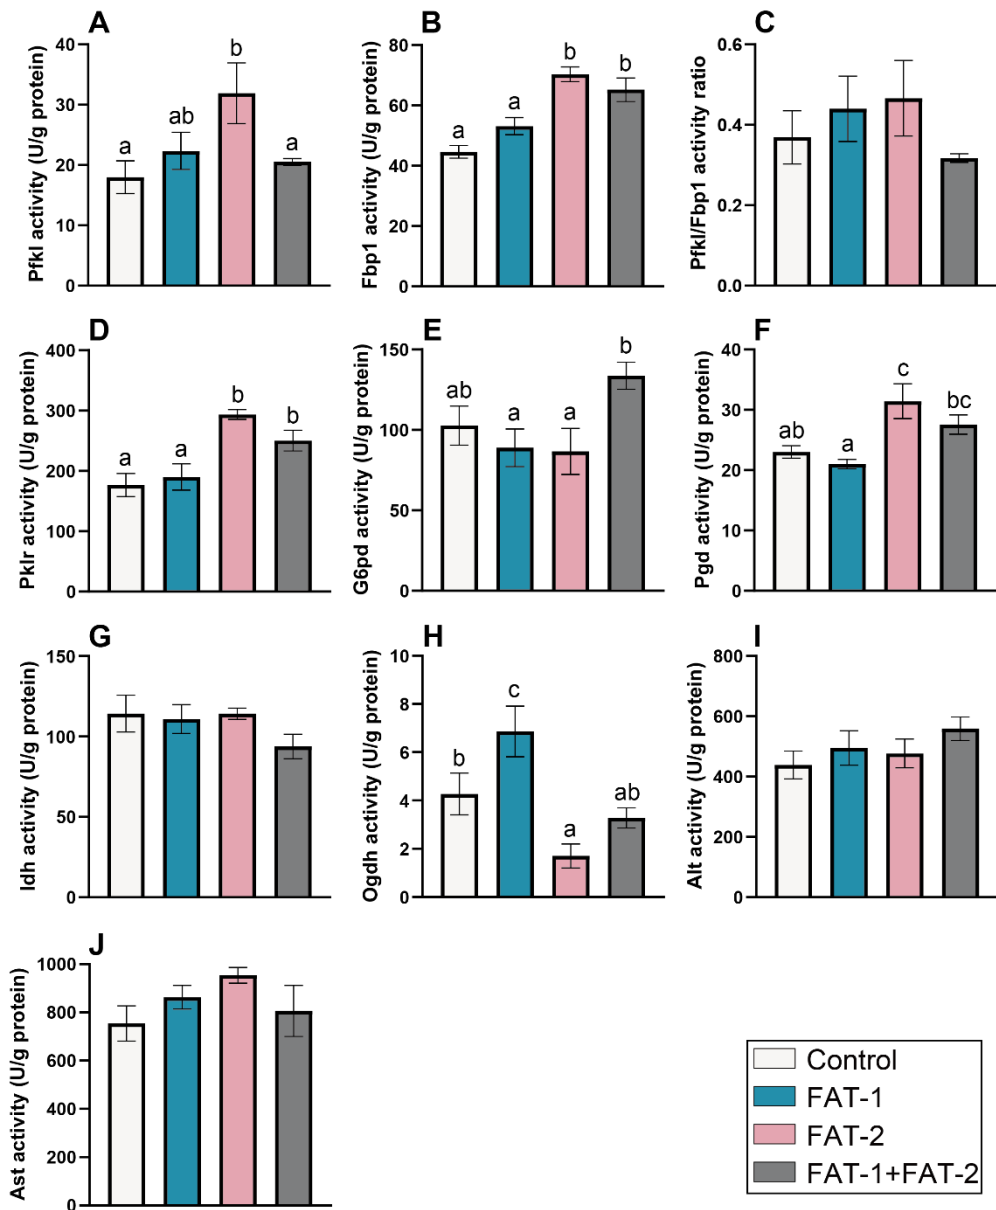 A
Pfkl activity (U/g protein)
40
30
20
10
0
a
ab
b
a
B
Fbp1 activity (U/g protein)
80
60
40
20
0
a
a
b
b
C
Pfkl/Fbp1 activity ratio
0.6
0.4
0.2
0.0
D
Pklr activity (U/g protein)
400
300
200
100
0
a
a
b
b
E
G6pd activity (U/g protein)
150
100
50
0
ab
a
a
b
F
Pgd activity (U/g protein)
40
30
20
10
0
ab
a
c
bc
G
Idh activity (U/g protein)
150
100
50
0
H
Ogdh activity (U/g protein)
10
8
6
4
2
0
b
c
a
ab
I
Alt activity (U/g protein)
800
600
400
200
0
J
Ast activity (U/g protein)
1000
800
600
400
200
0
Control
FAT-1
FAT-2
FAT-1+FAT-2